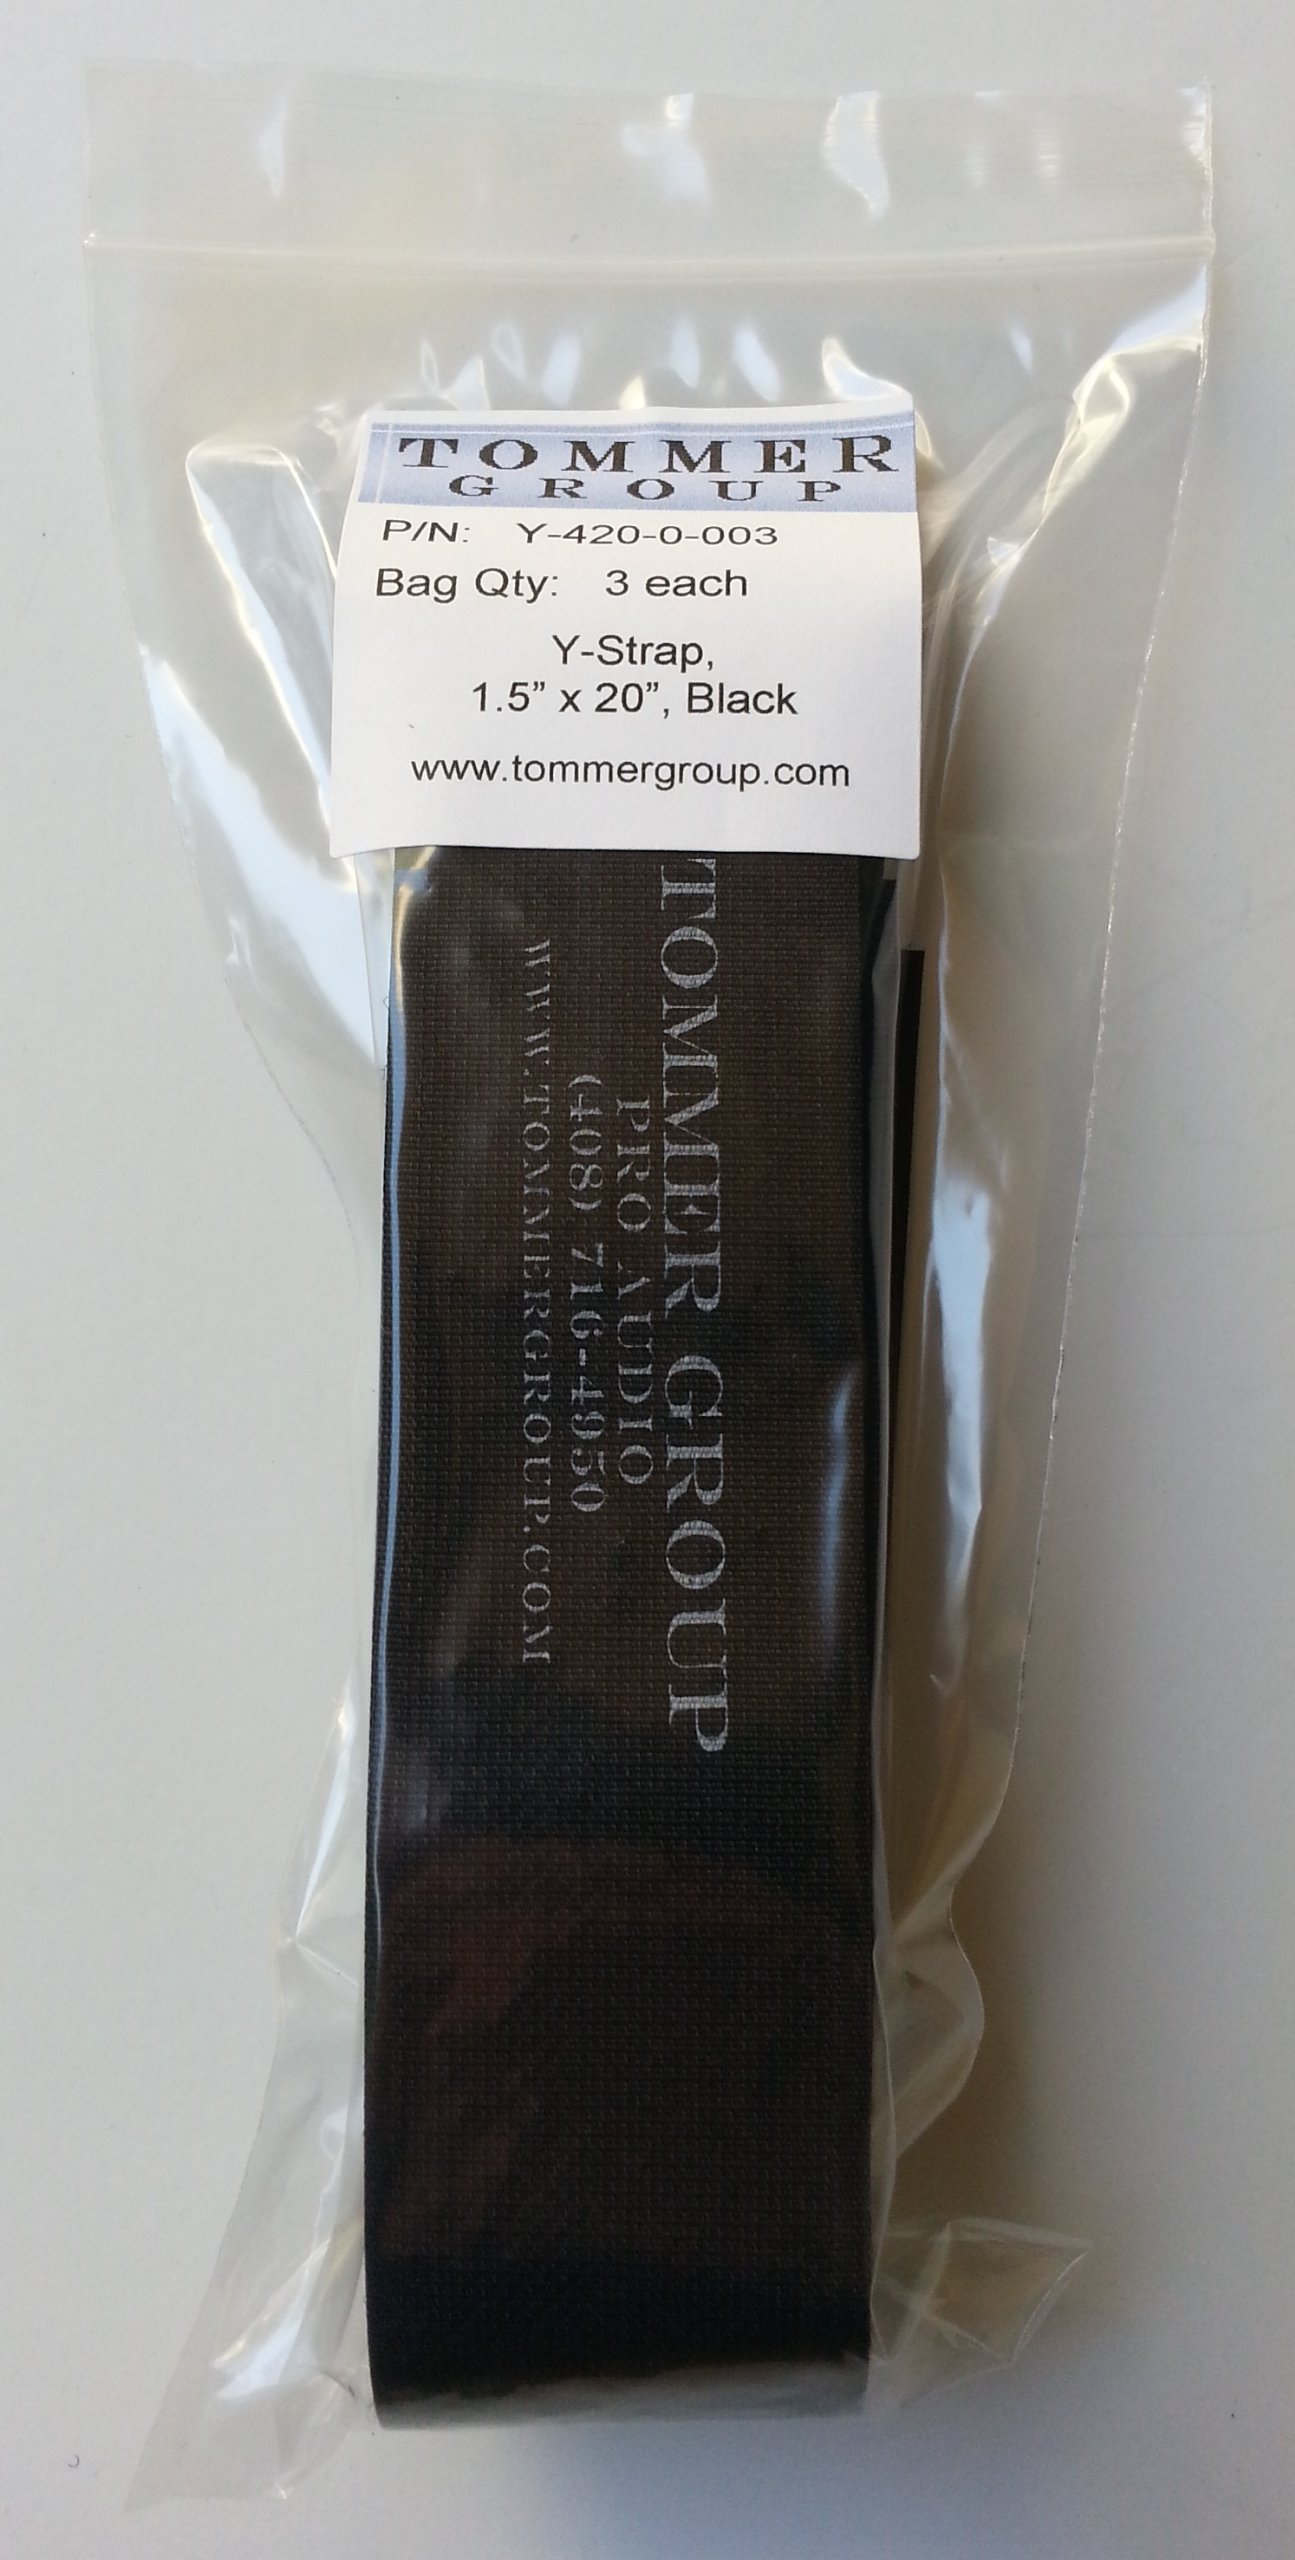 TOMMER
GROUP
P/N: Y-420-0-003
Bag Qty: 3 each
Y-Strap,
1.5” x 20”, Black
www.tommergroup.com
TOMMER GROUP
PRO AUDIO
(408) 716-4950
WWW.TOMMERGROUP.COM